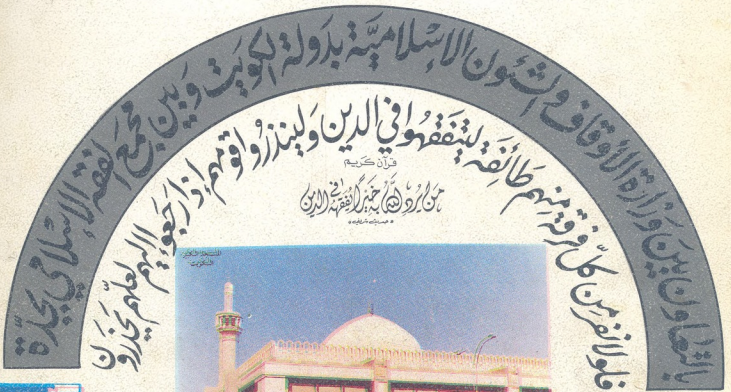 بالتعاون بين وزارة الأوقاف والشئون الإسلامية بدولة الكويت وبين مجمع الفقه الإسلامي بجدة
فلولا نفر من كل فرقة منهم طائفة ليتفقهوا في الدين ولينذروا قومهم إذا رجعوا إليهم لعلهم يحذرون
قرآن كريم
من يرد الله به خيرا يفقهه في الدين
حديث شريف